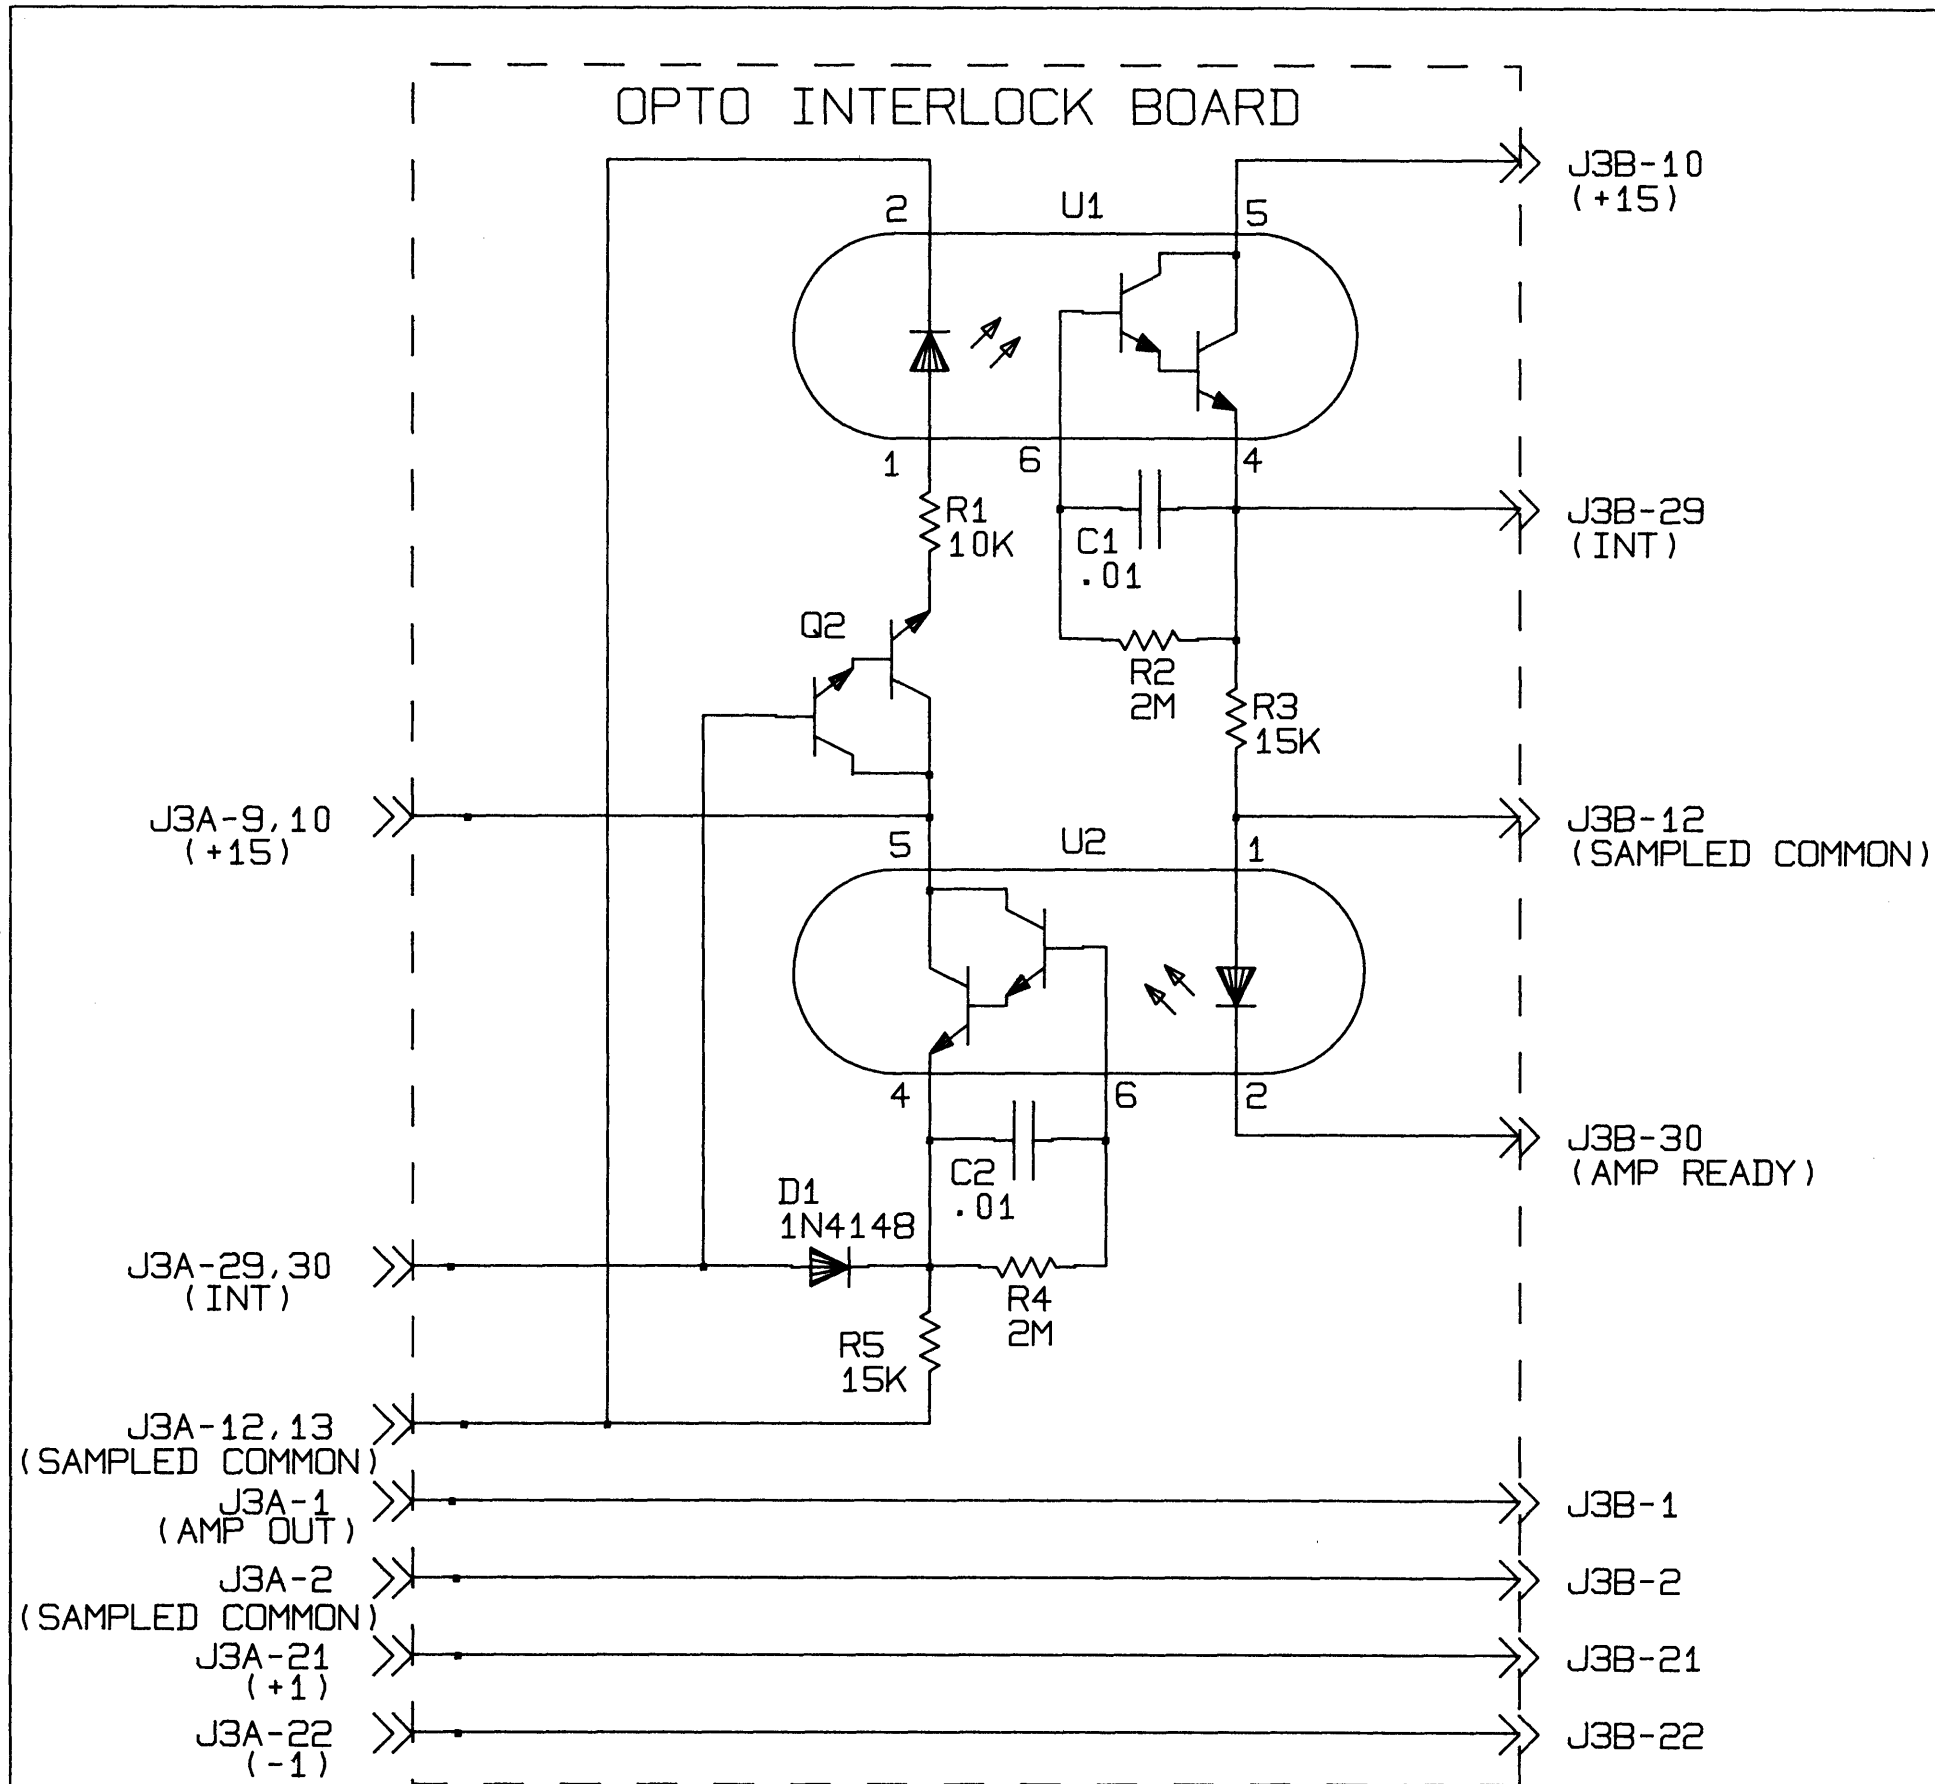 OPTO INTERLOCK BOARD
J3B-10
(+15)
2
U1
5
1
6
4
R1
10K
C1
.01
J3B-29
(INT)
Q2
R2
2M
R3
15K
J3A-9,10
(+15)
5
U2
1
J3B-12
(SAMPLED COMMON)
4
6
2
J3B-30
(AMP READY)
C2
.01
D1
1N4148
J3A-29,30
(INT)
R4
2M
R5
15K
J3A-12,13
(SAMPLED COMMON)
J3A-1
(AMP OUT)
J3B-1
J3A-2
(SAMPLED COMMON)
J3B-2
J3A-21
(+1)
J3B-21
J3A-22
(-1)
J3B-22